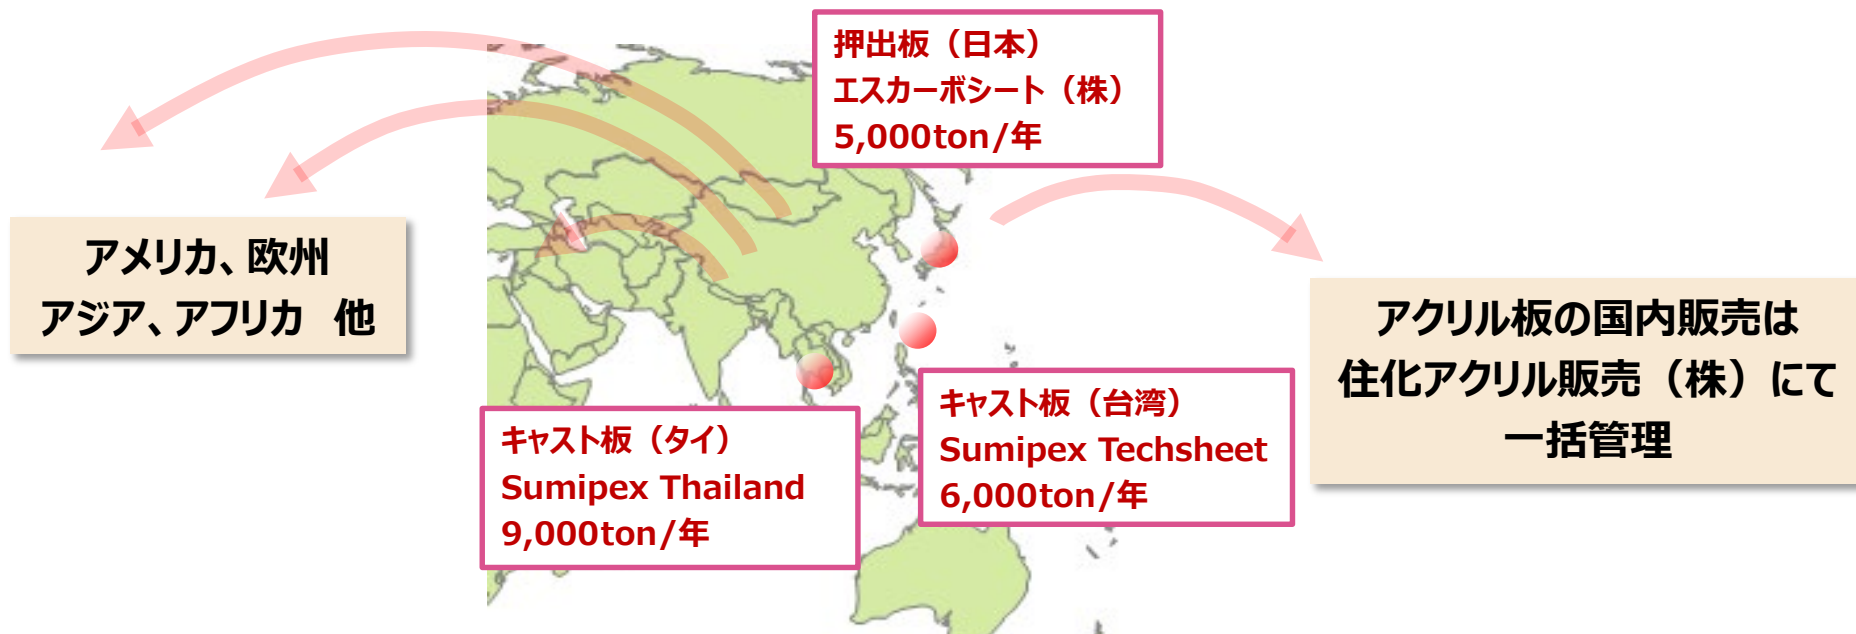 押出板（日本）
エスカーボシート（株）
5,000ton/年
アメリカ、欧州
アジア、アフリカ　他
アクリル板の国内販売は
住化アクリル販売（株）にて
一括管理
キャスト板（タイ）
Sumipex Thailand
9,000ton/年
キャスト板（台湾）
Sumipex Techsheet
6,000ton/年